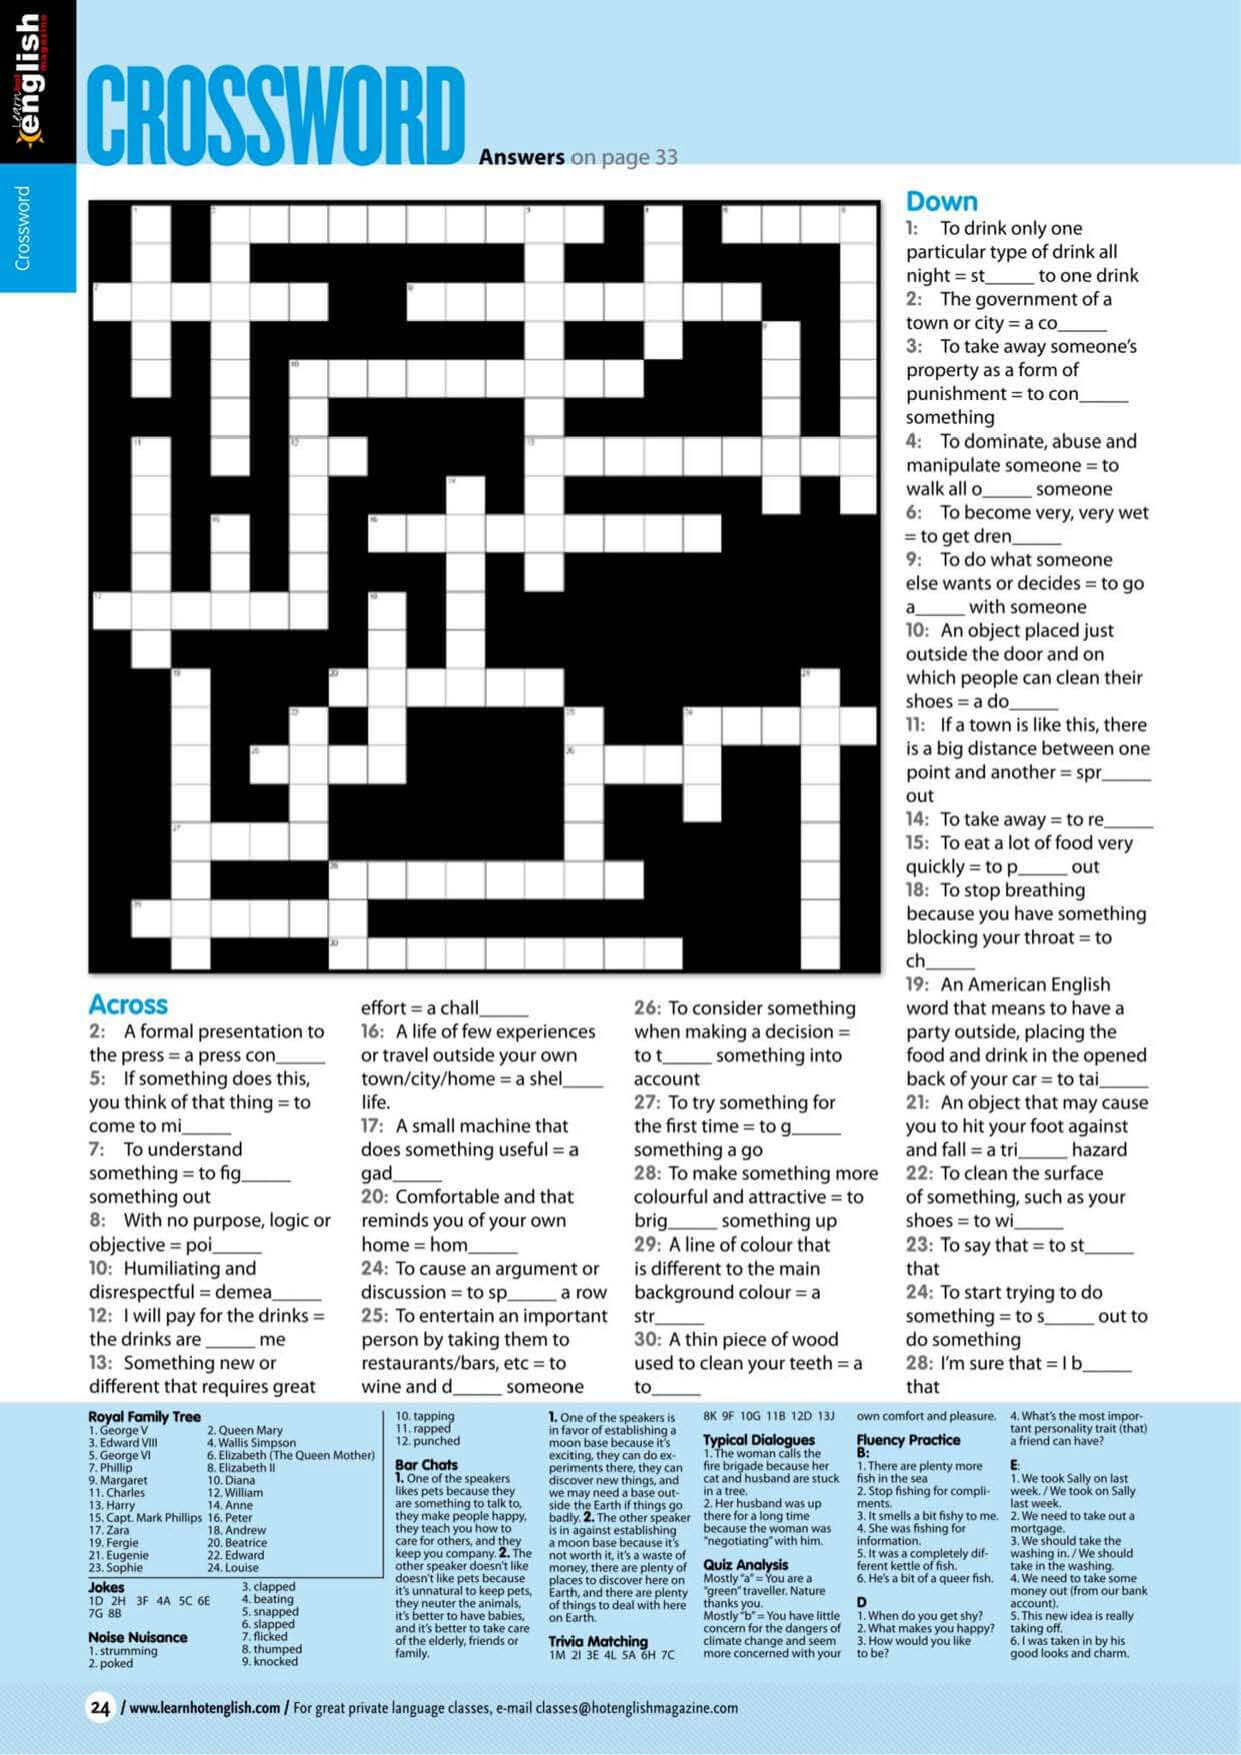 Learn hot
english
magazine
Crossword
CROSSWORD
Answers on page 33
Down
1: To drink only one
particular type of drink all
night = st_____ to one drink
2: The government of a
town or city = a co_____
3: To take away someone's
property as a form of
punishment = to con_____
something
4: To dominate, abuse and
manipulate someone = to
walk all o_____ someone
6: To become very, very wet
= to get dren_____
9: To do what someone
else wants or decides = to go
a_____ with someone
10: An object placed just
outside the door and on
which people can clean their
shoes = a do_____
11: If a town is like this, there
is a big distance between one
point and another = spr_____
out
14: To take away = to re_____
15: To eat a lot of food very
quickly = to p_____ out
18: To stop breathing
because you have something
blocking your throat = to
ch_____
19: An American English
word that means to have a
party outside, placing the
food and drink in the opened
back of your car = to tai_____
21: An object that may cause
you to hit your foot against
and fall = a tri_____ hazard
22: To clean the surface
of something, such as your
shoes = to wi_____
23: To say that = to st_____
that
24: To start trying to do
something = to s_____ out to
do something
28: I'm sure that = I b_____
that
Across
2: A formal presentation to
the press = a press con_____
5: If something does this,
you think of that thing = to
come to mi_____
7: To understand
something = to fig_____
something out
8: With no purpose, logic or
objective = poi_____
10: Humiliating and
disrespectful = demea_____
12: I will pay for the drinks =
the drinks are _____ me
13: Something new or
different that requires great
effort = a chall_____
16: A life of few experiences
or travel outside your own
town/city/home = a shel____
life.
17: A small machine that
does something useful = a
gad_____
20: Comfortable and that
reminds you of your own
home = hom_____
24: To cause an argument or
discussion = to sp_____ a row
25: To entertain an important
person by taking them to
restaurants/bars, etc = to
wine and d_____ someone
26: To consider something
when making a decision =
to t_____ something into
account
27: To try something for
the first time = to g_____
something a go
28: To make something more
colourful and attractive = to
brig_____ something up
29: A line of colour that
is different to the main
background colour = a
str_____
30: A thin piece of wood
used to clean your teeth = a
to_____
Royal Family Tree
1. George V 2. Queen Mary
3. Edward VIII 4. Wallis Simpson
5. George VI 6. Elizabeth (The Queen Mother)
7. Phillip 8. Elizabeth II
9. Margaret 10. Diana
11. Charles 12. William
13. Harry 14. Anne
15. Capt. Mark Phillips 16. Peter
17. Zara 18. Andrew
19. Fergie 20. Beatrice
21. Eugenie 22. Edward
23. Sophie 24. Louise
Jokes
1D 2H 3F 4A 5C 6E
7G 8B
Noise Nuisance
1. strumming
2. poked
3. clapped
4. beating
5. snapped
6. slapped
7. flicked
8. thumped
9. knocked
10. tapping
11. rapped
12. punched
Bar Chats
1. One of the speakers
likes pets because they
are something to talk to,
they make people happy,
they teach you how to
care for others, and they
keep you company. 2. The
other speaker doesn't like
doesn't like pets because
it's unnatural to keep pets,
they neuter the animals,
it's better to have babies,
and it's better to take care
of the elderly, friends or
family.
1. One of the speakers is
in favor of establishing a
moon base because it's
exciting, they can do ex-
periments there, they can
discover new things, and
we may need a base out-
side the Earth if things go
badly. 2. The other speaker
is in against establishing
a moon base because it's
not worth it, it's a waste of
money, there are plenty of
places to discover here on
Earth, and there are plenty
of things to deal with here
on Earth.
Trivia Matching
1M 2I 3E 4L 5A 6H 7C
8K 9F 10G 11B 12D 13J
Typical Dialogues
1. The woman calls the
fire brigade because her
cat and husband are stuck
in a tree.
2. Her husband was up
there for a long time
because the woman was
"negotiating" with him.
Quiz Analysis
Mostly "a" = You are a
"green" traveller. Nature
thanks you.
Mostly "b" = You have little
concern for the dangers of
climate change and seem
more concerned with your
own comfort and pleasure.
Fluency Practice
B:
1. There are plenty more
fish in the sea
2. Stop fishing for compli-
ments.
3. It smells a bit fishy to me.
4. She was fishing for
information.
5. It was a completely dif-
ferent kettle of fish.
6. He's a bit of a queer fish.
D
1. When do you get shy?
2. What makes you happy?
3. How would you like
to be?
4. What's the most impor-
tant personality trait (that)
a friend can have?
E:
1. We took Sally on last
week. / We took on Sally
last week.
2. We need to take out a
mortgage.
3. We should take the
washing in. / We should
take in the washing.
4. We need to take some
money out (from our bank
account).
5. This new idea is really
taking off.
6. I was taken in by his
good looks and charm.
24 / www.learnhotenglish.com / For great private language classes, e-mail classes@hotenglishmagazine.com